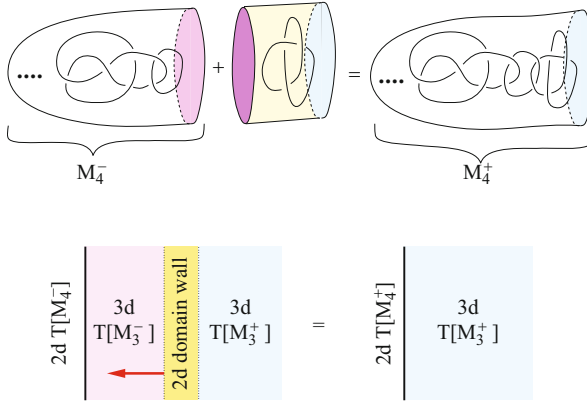 ....
+
=
....
M₄⁻
M₄⁺
2d T[M₄⁻]
3d
T[M₃⁻]
2d domain wall
3d
T[M₃⁺]
=
2d T[M₄⁺]
3d
T[M₃⁺]